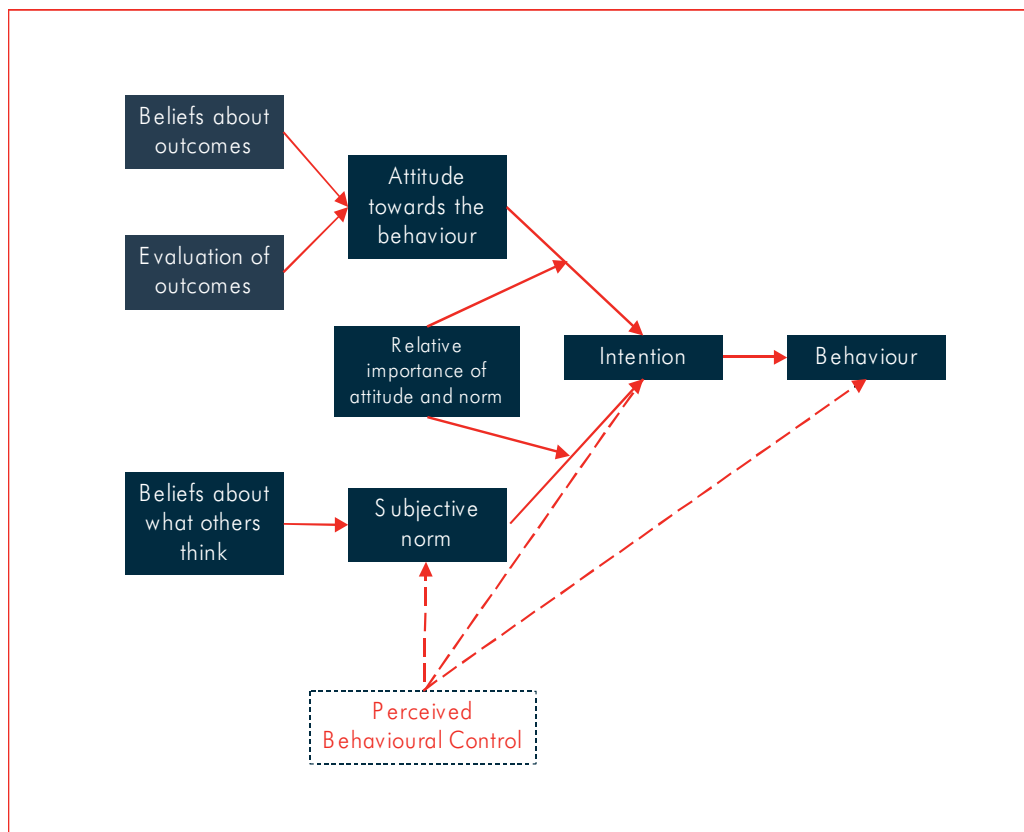 Beliefs about
outcomes
Attitude
towards the
behaviour
Evaluation of
outcomes
Relative
importance of
attitude and norm
Intention
Behaviour
Beliefs about
what others
think
Subjective
norm
Perceived
Behavioural Control